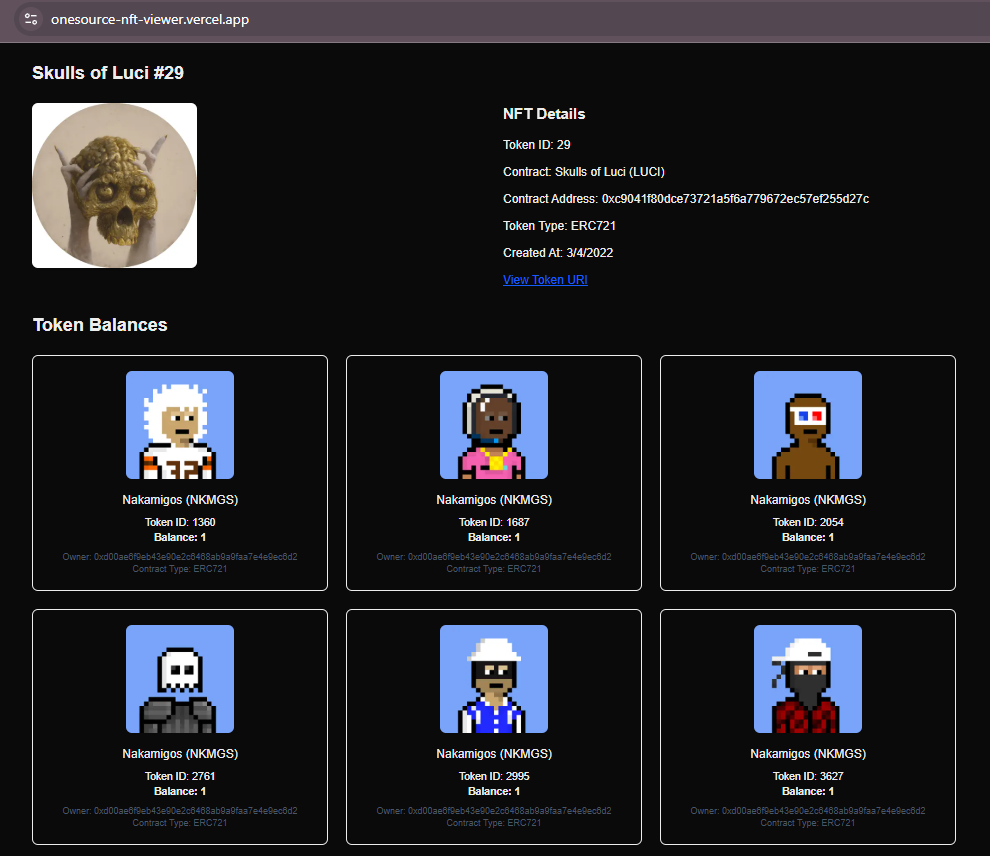 onesource-nft-viewer.vercel.app
Skulls of Luci #29
NFT Details
Token ID: 29
Contract: Skulls of Luci (LUCI)
Contract Address: 0xc9041f80dce73721a5f6a779672ec57ef255d27c
Token Type: ERC721
Created At: 3/4/2022
View Token URI
Token Balances
Nakamigos (NKMGS)
Token ID: 1360
Balance: 1
Owner: 0xd00ae6f9eb43e90e2c6468ab9a9faa7e4e9ec6d2
Contract Type: ERC721
Nakamigos (NKMGS)
Token ID: 1687
Balance: 1
Owner: 0xd00ae6f9eb43e90e2c6468ab9a9faa7e4e9ec6d2
Contract Type: ERC721
Nakamigos (NKMGS)
Token ID: 2054
Balance: 1
Owner: 0xd00ae6f9eb43e90e2c6468ab9a9faa7e4e9ec6d2
Contract Type: ERC721
Nakamigos (NKMGS)
Token ID: 2761
Balance: 1
Owner: 0xd00ae6f9eb43e90e2c6468ab9a9faa7e4e9ec6d2
Contract Type: ERC721
Nakamigos (NKMGS)
Token ID: 2995
Balance: 1
Owner: 0xd00ae6f9eb43e90e2c6468ab9a9faa7e4e9ec6d2
Contract Type: ERC721
Nakamigos (NKMGS)
Token ID: 3627
Balance: 1
Owner: 0xd00ae6f9eb43e90e2c6468ab9a9faa7e4e9ec6d2
Contract Type: ERC721